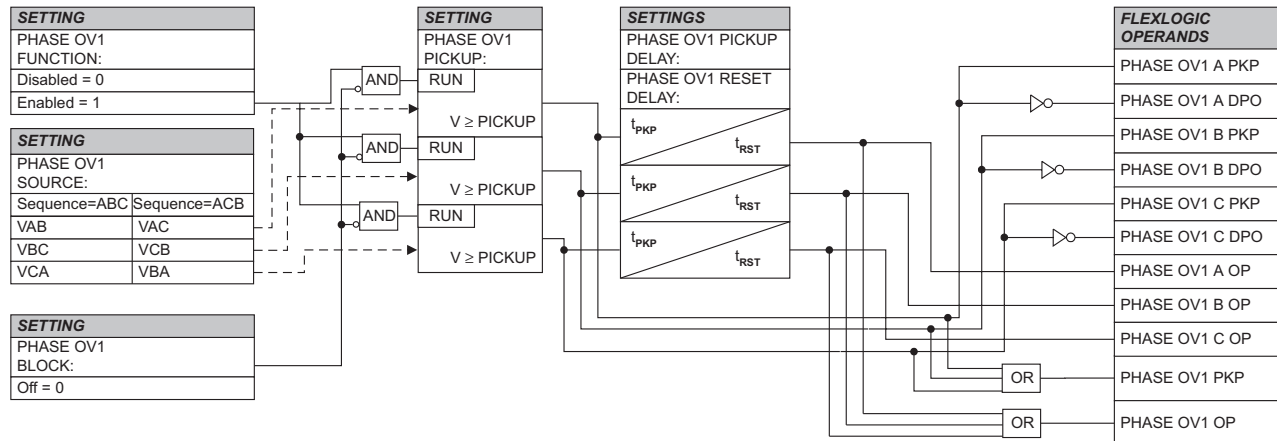 SETTING
PHASE OV1
FUNCTION:
Disabled = 0
Enabled = 1
SETTING
PHASE OV1
SOURCE:
Sequence=ABC Sequence=ACB
VAB VAC
VBC VCB
VCA VBA
SETTING
PHASE OV1
BLOCK:
Off = 0
AND
AND
AND
SETTING
PHASE OV1
PICKUP:
RUN
V ≥ PICKUP
RUN
V ≥ PICKUP
RUN
V ≥ PICKUP
SETTINGS
PHASE OV1 PICKUP
DELAY:
PHASE OV1 RESET
DELAY:
tPKP
tRST
tPKP
tRST
tPKP
tRST
OR
OR
FLEXLOGIC
OPERANDS
PHASE OV1 A PKP
PHASE OV1 A DPO
PHASE OV1 B PKP
PHASE OV1 B DPO
PHASE OV1 C PKP
PHASE OV1 C DPO
PHASE OV1 A OP
PHASE OV1 B OP
PHASE OV1 C OP
PHASE OV1 PKP
PHASE OV1 OP